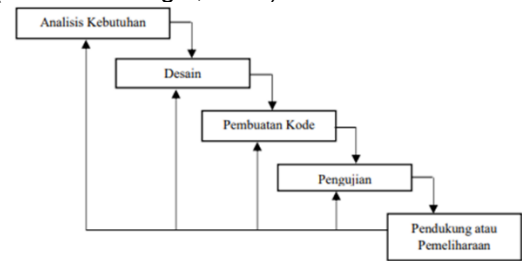 Analisis Kebutuhan
Desain
Pembuatan Kode
Pengujian
Pendukung atau
Pemeliharaan